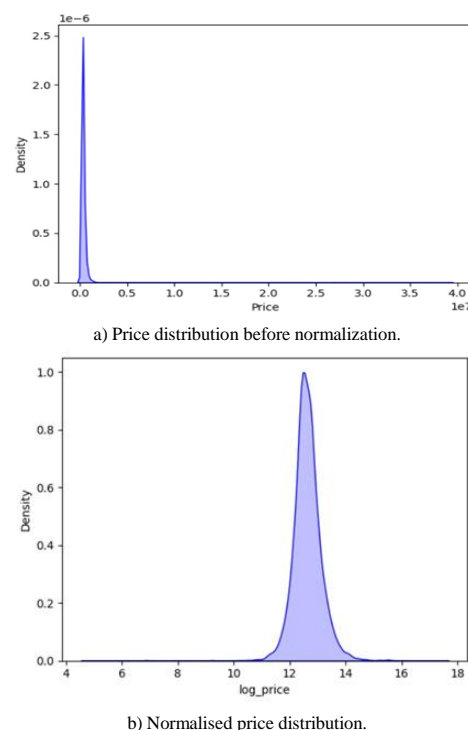 1e−6
2.5
2.0
1.5
1.0
0.5
0.0
Density
0.0 0.5 1.0 1.5 2.0 2.5 3.0 3.5 4.0
Price
1e7
a) Price distribution before normalization.
1.0
0.8
0.6
0.4
0.2
0.0
Density
4 6 8 10 12 14 16 18
log_price
b) Normalised price distribution.